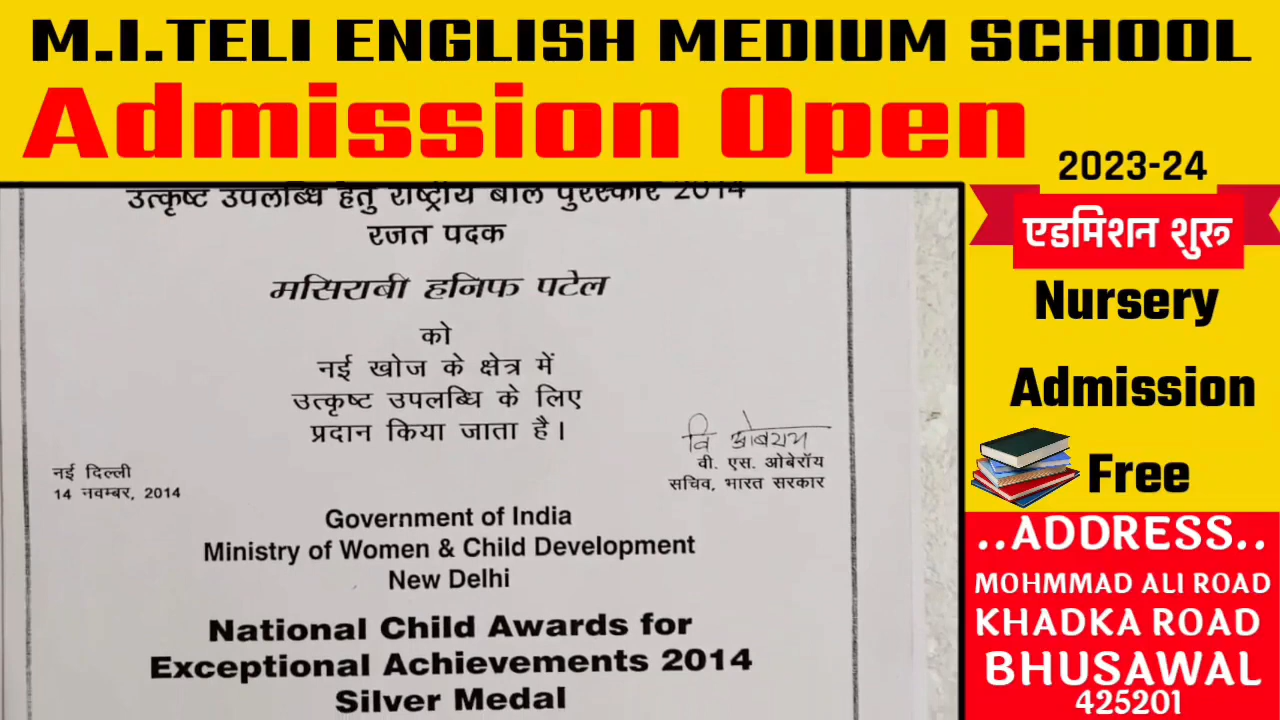 M.I.TELI ENGLISH MEDIUM SCHOOL
Admission Open
2023-24
उत्कृष्ट उपलब्धि हेतु राष्ट्रीय बाल पुरस्कार 2014
रजत पदक
मसिराबी हनिफ पटेल
को
नई खोज के क्षेत्र में
उत्कृष्ट उपलब्धि के लिए
प्रदान किया जाता है।
वि ओबेराय
वी. एस. ओबेरॉय
सचिव, भारत सरकार
नई दिल्ली
14 नवम्बर, 2014
Government of India
Ministry of Women & Child Development
New Delhi
National Child Awards for
Exceptional Achievements 2014
Silver Medal
एडमिशन शुरू
Nursery
Admission
Free
..ADDRESS..
MOHMMAD ALI ROAD
KHADKA ROAD
BHUSAWAL
425201